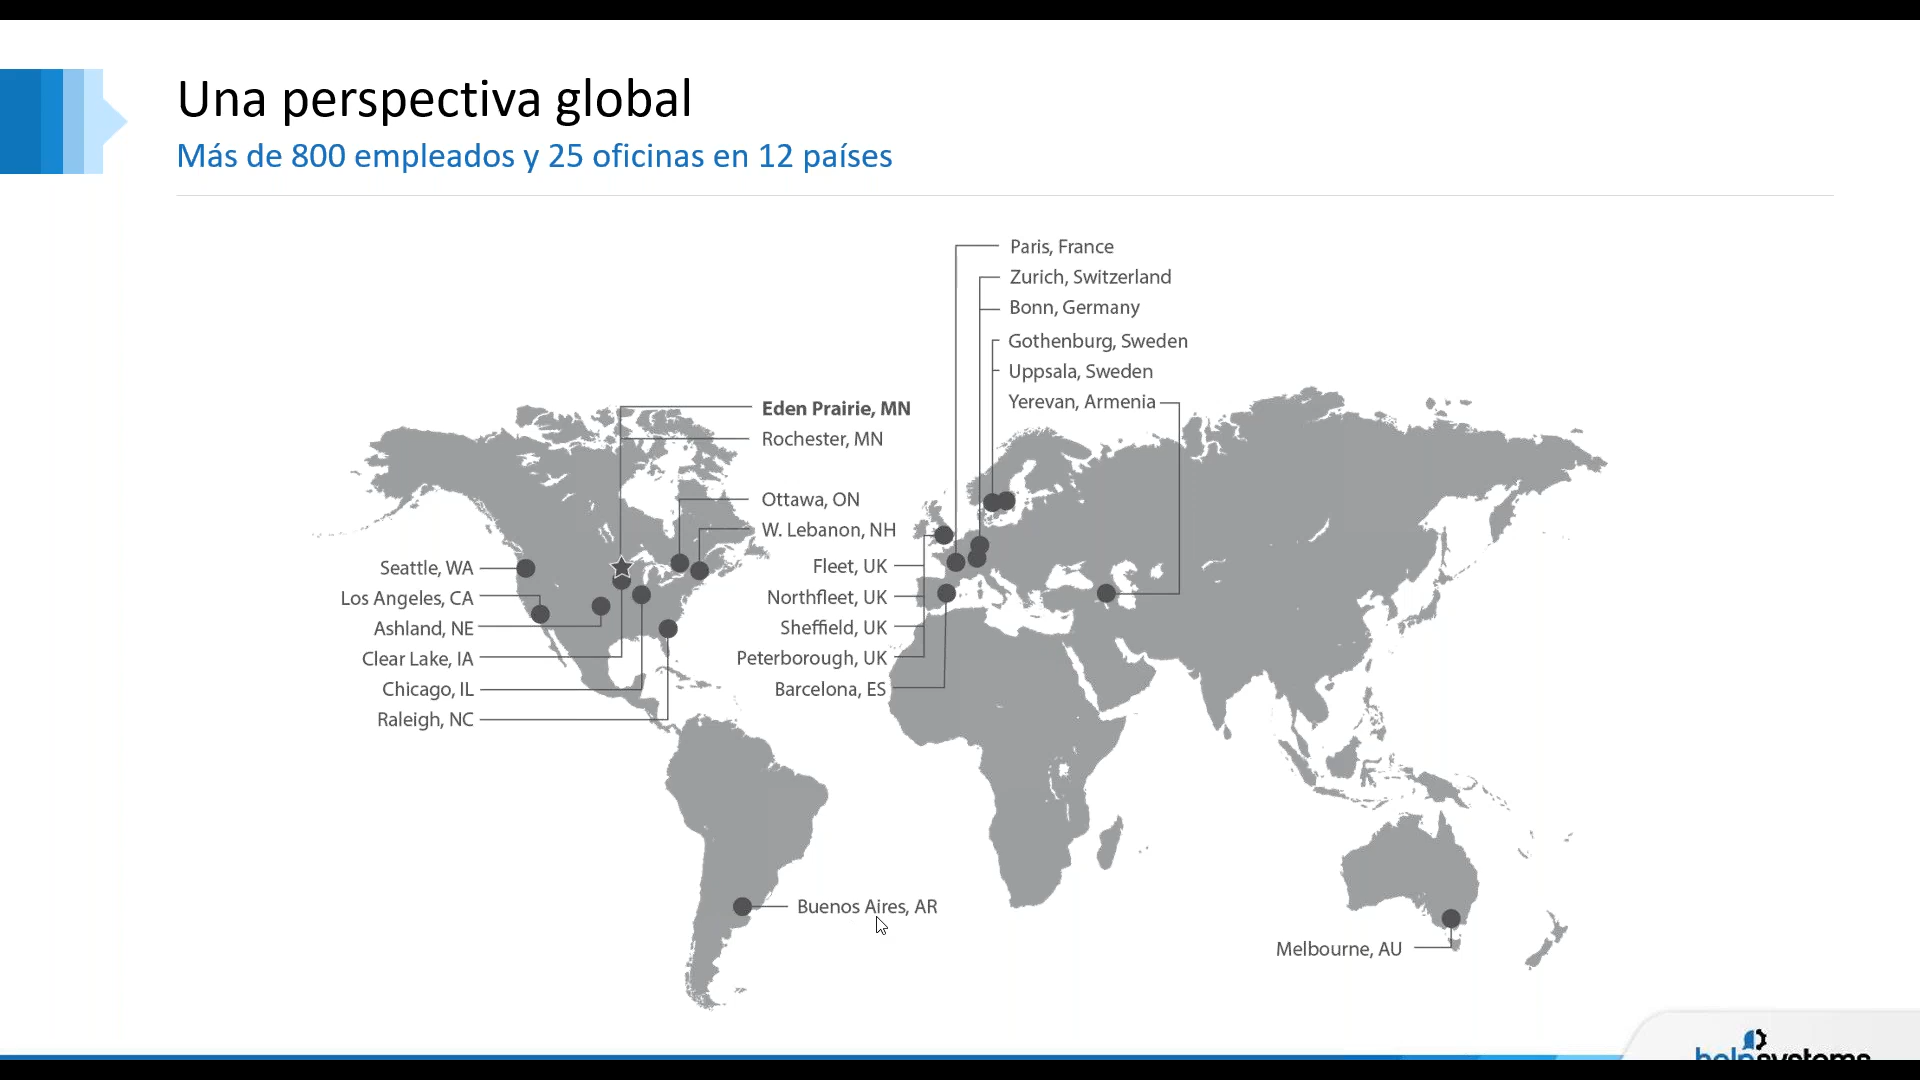 Una perspectiva global
Más de 800 empleados y 25 oficinas en 12 países
Paris, France
Zurich, Switzerland
Bonn, Germany
Gothenburg, Sweden
Uppsala, Sweden
Yerevan, Armenia
Eden Prairie, MN
Rochester, MN
Ottawa, ON
W. Lebanon, NH
Seattle, WA
Los Angeles, CA
Ashland, NE
Clear Lake, IA
Chicago, IL
Raleigh, NC
Fleet, UK
Northfleet, UK
Sheffield, UK
Peterborough, UK
Barcelona, ES
Buenos Aires, AR
Melbourne, AU
helpsystems